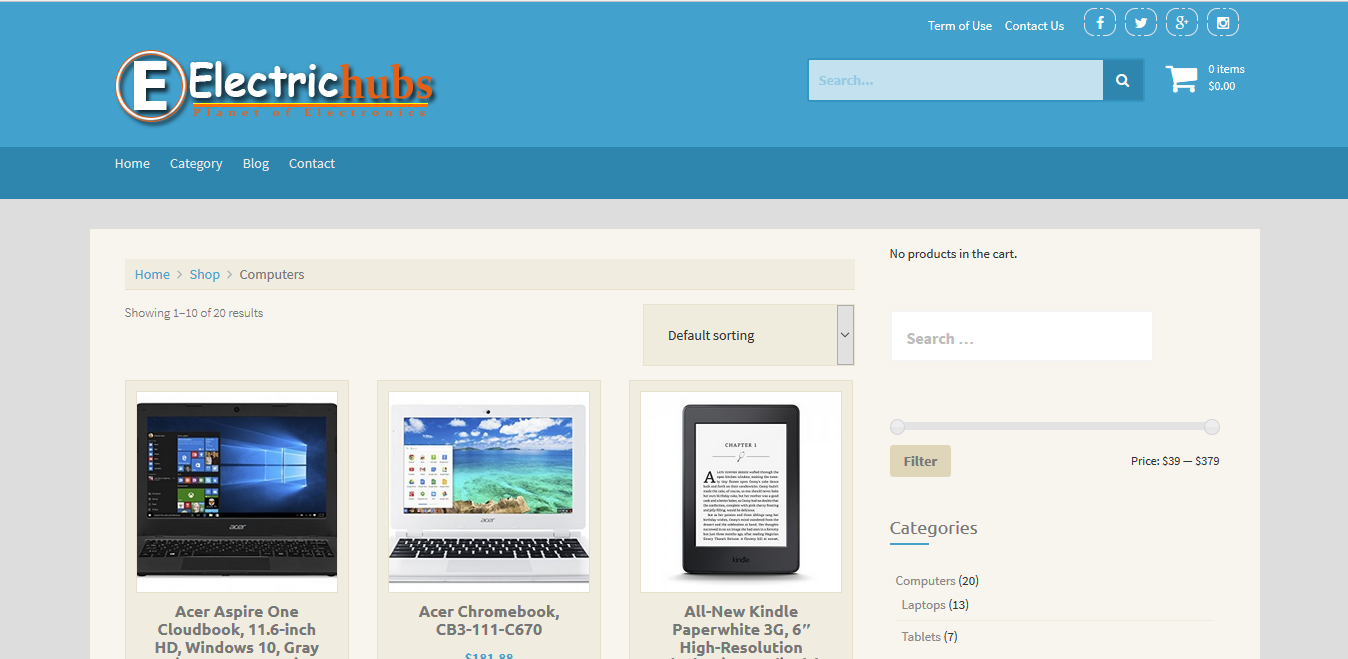 Term of Use Contact Us
E Electrichubs
Planet of Electronics
Search...
0 items
$0.00
Home Category Blog Contact
Home > Shop > Computers
Showing 1–10 of 20 results
Default sorting
No products in the cart.
Search ...
Filter
Price: $39 — $379
Categories
Computers (20)
Laptops (13)
Tablets (7)
acer
acer
CHAPTER 1
kindle
Acer Aspire One
Cloudbook, 11.6-inch
HD, Windows 10, Gray
Acer Chromebook,
CB3-111-C670
$181.88
All-New Kindle
Paperwhite 3G, 6″
High-Resolution